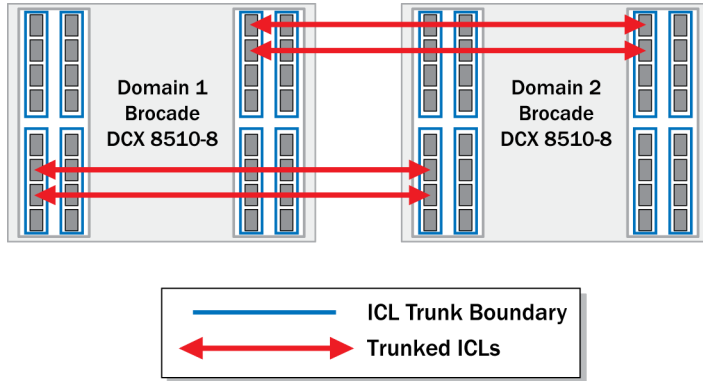 Domain 1
Brocade
DCX 8510-8
Domain 2
Brocade
DCX 8510-8
ICL Trunk Boundary
Trunked ICLs